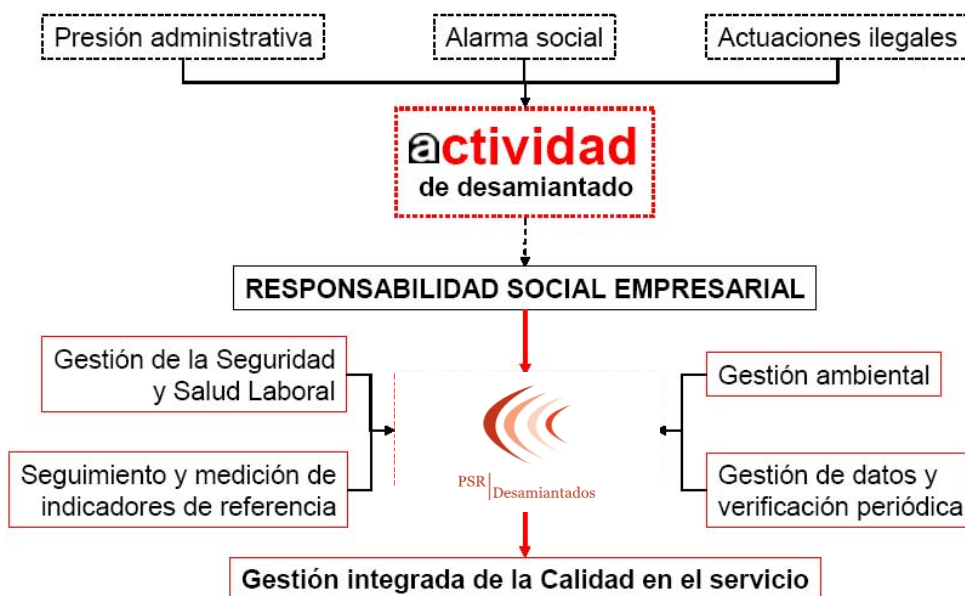 Presión administrativa
Alarma social
Actuaciones ilegales
actividad
de desamiantado
RESPONSABILIDAD SOCIAL EMPRESARIAL
Gestión de la Seguridad
y Salud Laboral
Gestión ambiental
Seguimiento y medición de
indicadores de referencia
PSR
Desamiantados
Gestión de datos y
verificación periódica
Gestión integrada de la Calidad en el servicio